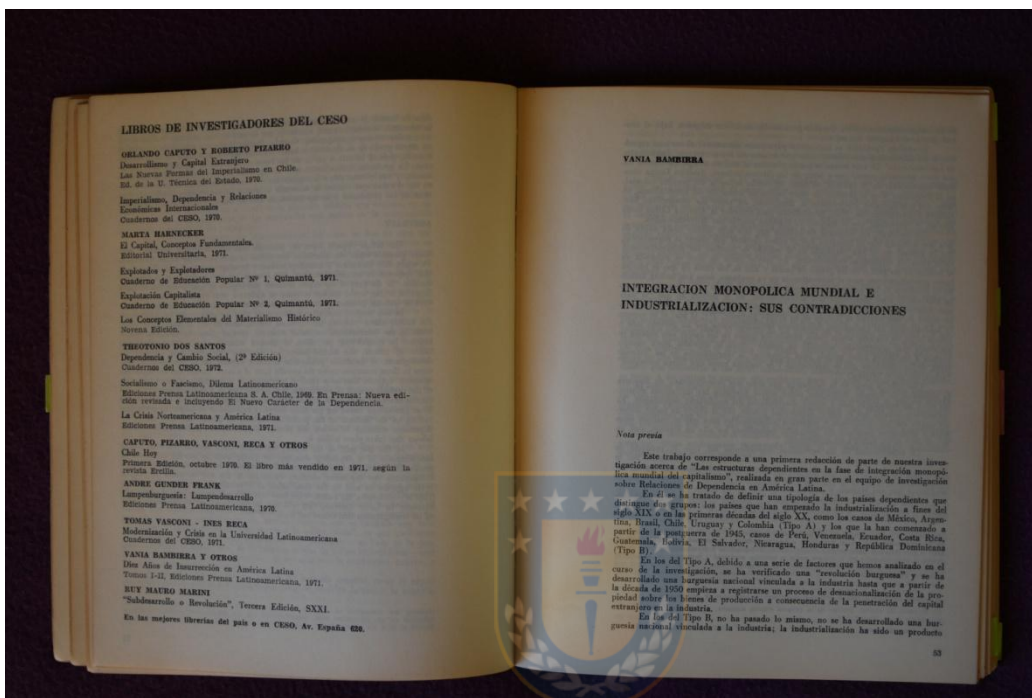 LIBROS DE INVESTIGADORES DEL CESO
ORLANDO CAPUTO Y ROBERTO PIZARRO
Desarrollismo y Capital Extranjero
Las Nuevas Formas del Imperialismo en Chile.
Ed. de la U. Técnica del Estado, 1970.
Imperialismo, Dependencia y Relaciones
Económicas Internacionales
Cuadernos del CESO, 1970.
MARTA HARNECKER
El Capital, Conceptos Fundamentales.
Editorial Universitaria, 1971.
Explotados y Explotadores
Cuaderno de Educación Popular Nº 1, Quimantú, 1971.
Explotación Capitalista
Cuaderno de Educación Popular Nº 2, Quimantú, 1971.
Los Conceptos Elementales del Materialismo Histórico
Novena Edición.
THEOTONIO DOS SANTOS
Dependencia y Cambio Social, (2ª Edición)
Cuadernos del CESO, 1972.
Socialismo o Fascismo, Dilema Latinoamericano
Ediciones Prensa Latinoamericana S. A. Chile, 1969. En Prensa: Nueva edi-
ción revisada e incluyendo El Nuevo Carácter de la Dependencia.
La Crisis Norteamericana y América Latina
Ediciones Prensa Latinoamericana, 1971.
CAPUTO, PIZARRO, VASCONI, RECA Y OTROS
Chile Hoy
Primera Edición, octubre 1970. El libro más vendido en 1971, según la
revista Ercilla.
ANDRE GUNDER FRANK
Lumpenburguesía: Lumpendesarrollo
Ediciones Prensa Latinoamericana, 1970.
TOMAS VASCONI - INES RECA
Modernización y Crisis en la Universidad Latinoamericana
Cuadernos del CESO, 1971.
VANIA BAMBIRRA Y OTROS
Diez Años de Insurrección en América Latina
Tomos I-II, Ediciones Prensa Latinoamericana, 1971.
RUY MAURO MARINI
"Subdesarrollo o Revolución", Tercera Edición, SXXI.
En las mejores librerías del país o en CESO, Av. España 620.
VANIA BAMBIRRA
INTEGRACION MONOPOLICA MUNDIAL E
INDUSTRIALIZACION: SUS CONTRADICCIONES
Nota previa
Este trabajo corresponde a una primera redacción de parte de nuestra inves-
tigación acerca de "Las estructuras dependientes en la fase de integración monopó-
lica mundial del capitalismo", realizada en gran parte en el equipo de investigación
sobre Relaciones de Dependencia en América Latina.
En él se ha tratado de definir una tipología de los países dependientes que
distingue dos grupos: los países que han empezado la industrialización a fines del
siglo XIX o en las primeras décadas del siglo XX, como los casos de México, Argen-
tina, Brasil, Chile, Uruguay y Colombia (Tipo A) y los que la han comenzado a
partir de la postguerra de 1945, casos de Perú, Venezuela, Ecuador, Costa Rica,
Guatemala, Bolivia, El Salvador, Nicaragua, Honduras y República Dominicana
(Tipo B).
En los del Tipo A, debido a una serie de factores que hemos analizado en el
curso de la investigación, se ha verificado una "revolución burguesa" y se ha
desarrollado una burguesía nacional vinculada a la industria hasta que a partir de
la década de 1950 empieza a registrarse un proceso de desnacionalización de la pro-
piedad sobre los bienes de producción a consecuencia de la penetración del capital
extranjero en la industria.
En los del Tipo B, no ha pasado lo mismo, no se ha desarrollado una bur-
guesía nacional vinculada a la industria; la industrialización ha sido un producto
53